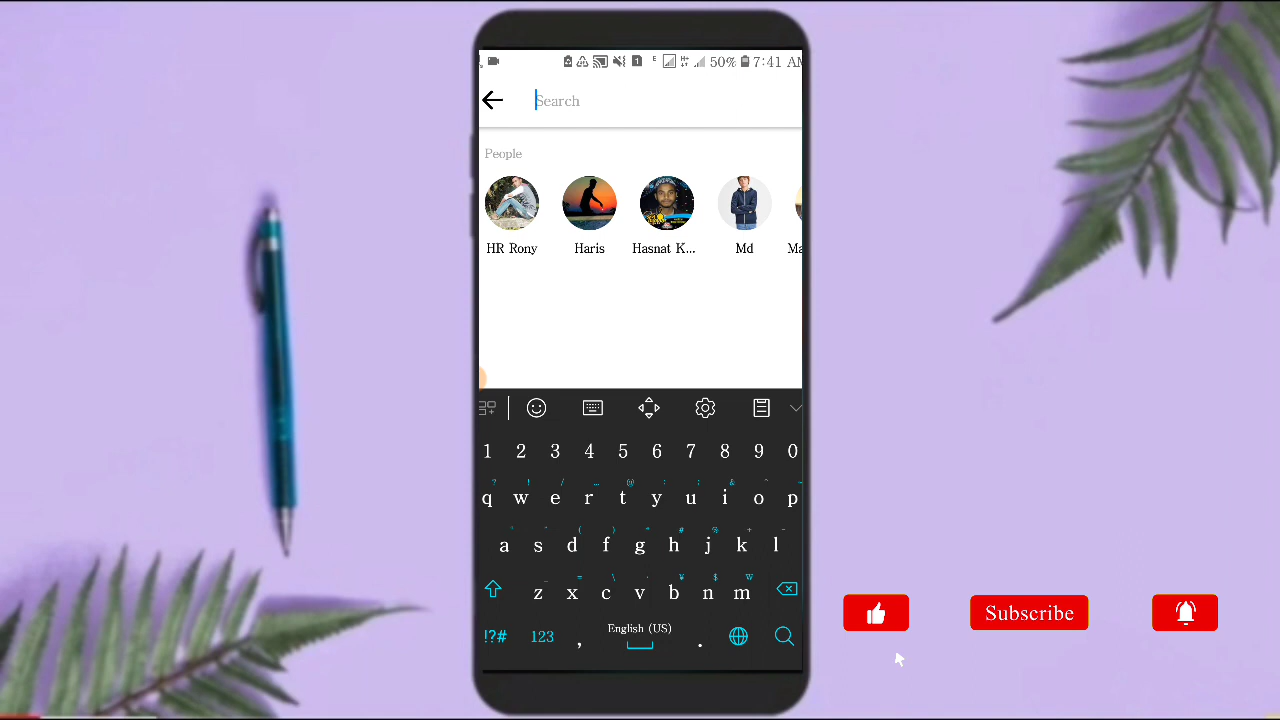 50% 7:41 AM
Search
People
HR Rony Haris Hasnat K... Md Ma
1 2 3 4 5 6 7 8 9 0
q w e r t y u i o p
a s d f g h j k l
z x c v b n m
!?# 123 , English (US) .
Subscribe